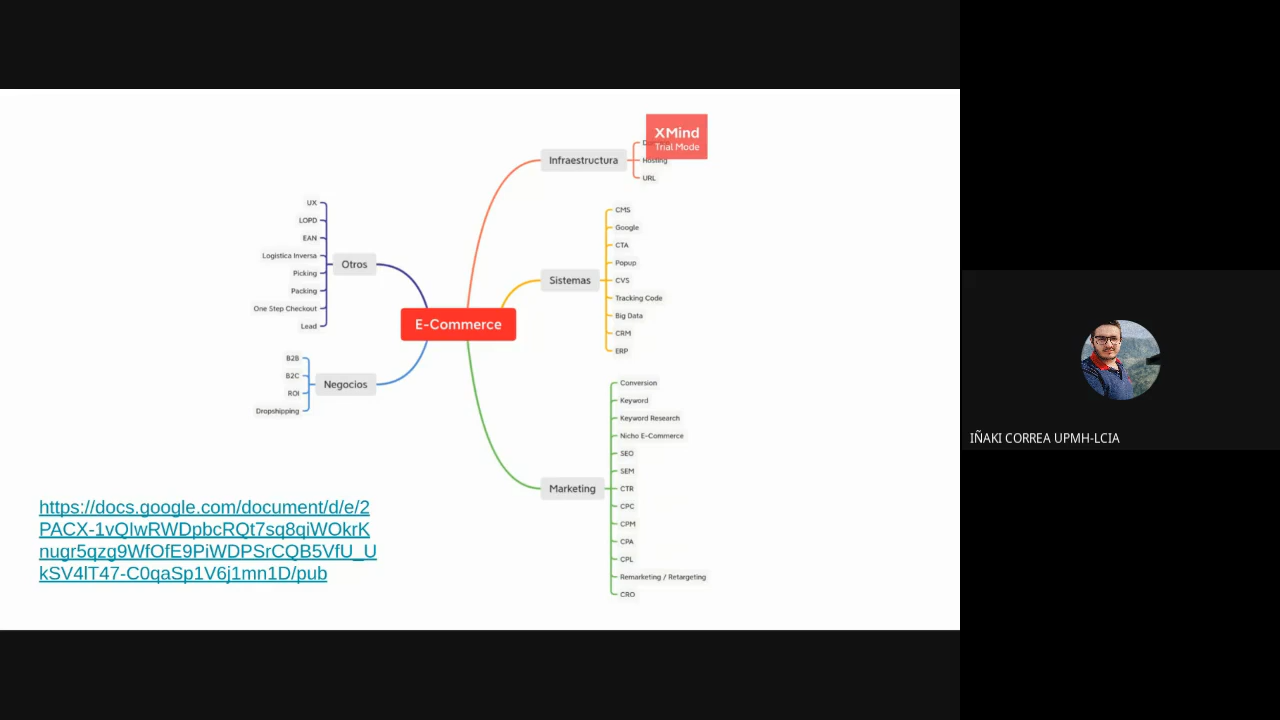 XMind
Trial Mode
Infraestructura
Hosting
URL
Sistemas
CMS
Google
CTA
Popup
CVS
Tracking Code
Big Data
CRM
ERP
Marketing
Conversion
Keyword
Keyword Research
Nicho E-Commerce
SEO
SEM
CTR
CPC
CPM
CPA
CPL
Remarketing / Retargeting
CRO
E-Commerce
Otros
UX
LOPD
EAN
Logistica Inversa
Picking
Packing
One Step Checkout
Lead
Negocios
B2B
B2C
ROI
Dropshipping
https://docs.google.com/document/d/e/2
PACX-1vQIwRWDpbcRQt7sq8qiWOkrK
nugr5qzg9WfOfE9PiWDPSrCQB5VfU_U
kSV4lT47-C0qaSp1V6j1mn1D/pub
IÑAKI CORREA UPMH-LCIA